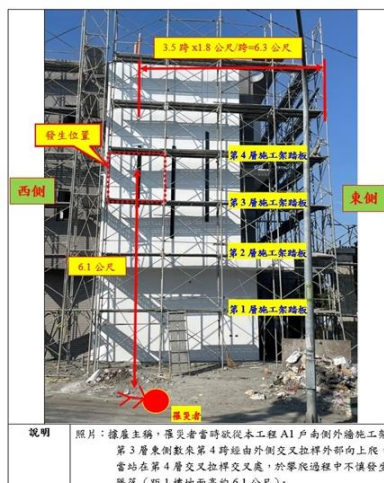 3.5 跨 x1.8 公尺/跨=6.3 公尺
發生位置
第 4 層施工架踏板
西側
東側
第 3 層施工架踏板
第 2 層施工架踏板
6.1 公尺
第 1 層施工架踏板
罹災者
說明
照片：據雇主稱，罹災者當時欲從本工程 A1 戶南側外牆施工架
第 3 層東側數來第 4 跨經由外側交叉拉桿外部向上爬，
當站在第 4 層交叉拉桿交叉處，於攀爬過程中不慎發生
墜落（距 1 樓地面高約 6.1 公尺）。